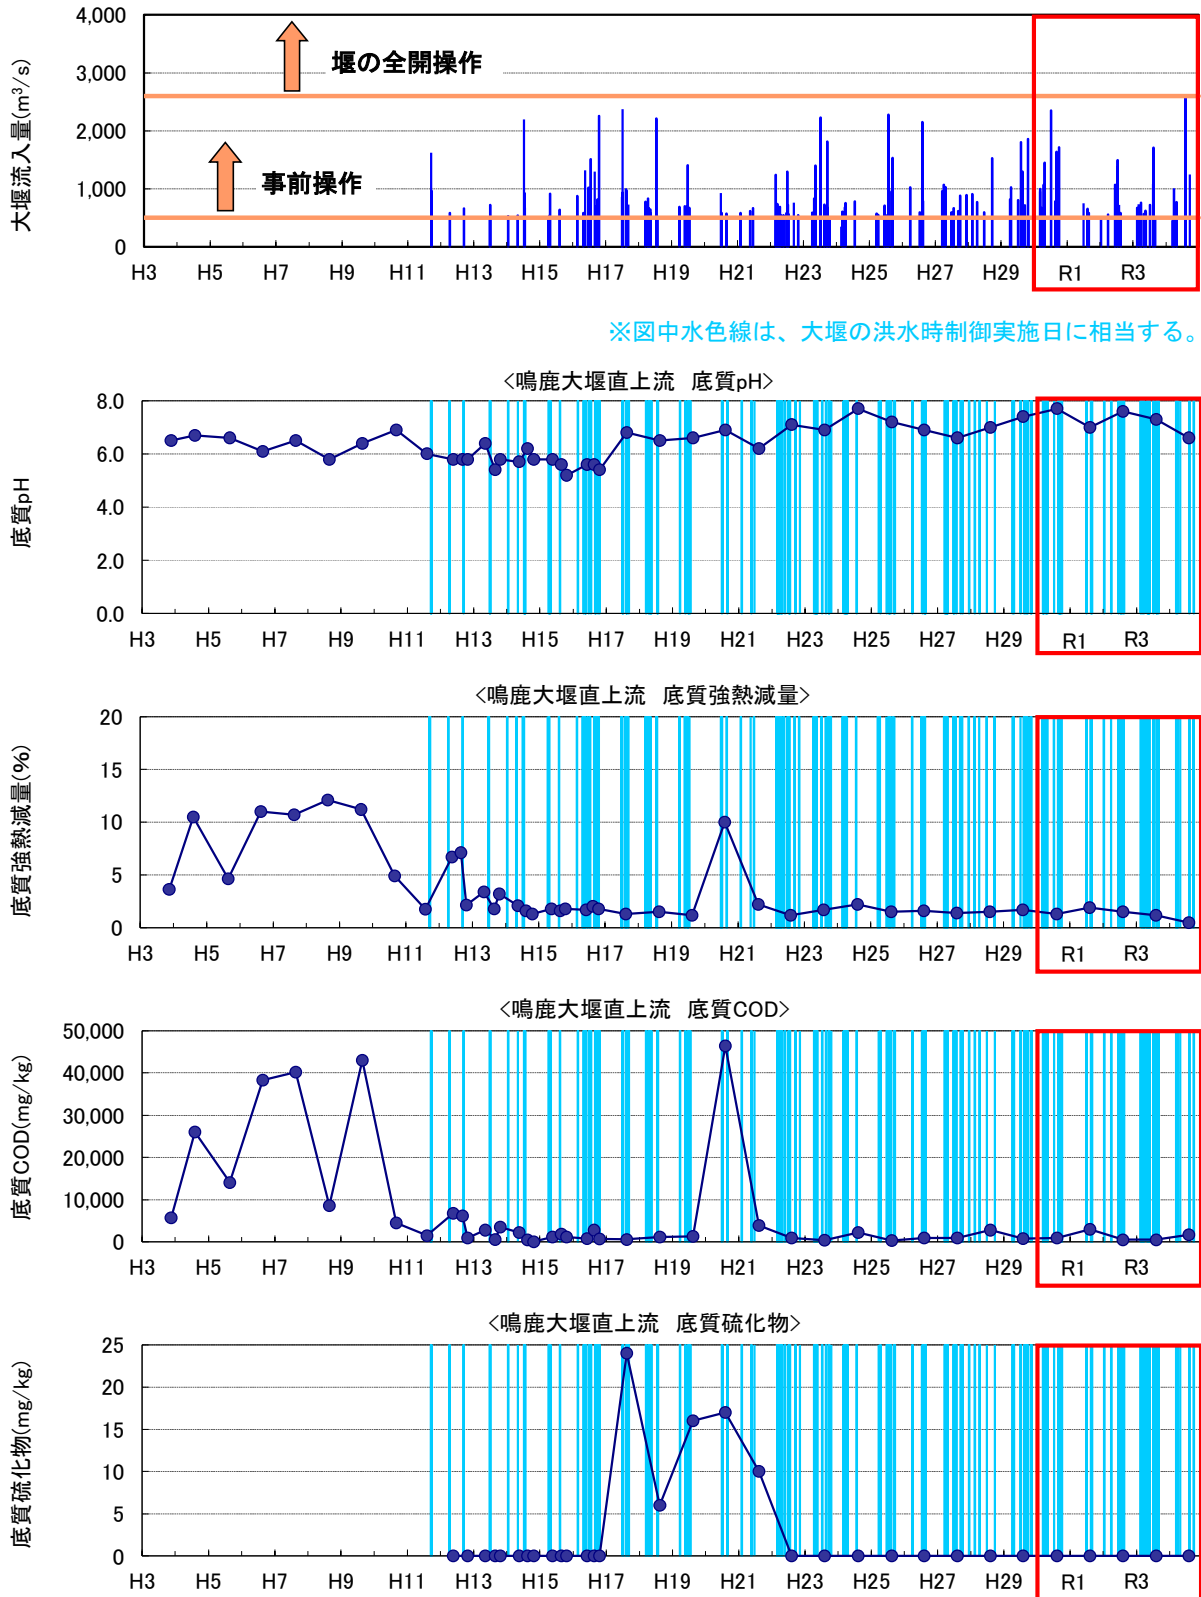 4,000
3,000
2,000
1,000
0
大堰流入量(m³/s)
堰の全開操作
事前操作
H3 H5 H7 H9 H11 H13 H15 H17 H19 H21 H23 H25 H27 H29 R1 R3
※図中水色線は、大堰の洪水時制御実施日に相当する。
<鳴鹿大堰直上流 底質pH>
8.0
6.0
4.0
2.0
0.0
底質pH
H3 H5 H7 H9 H11 H13 H15 H17 H19 H21 H23 H25 H27 H29 R1 R3
<鳴鹿大堰直上流 底質強熱減量>
20
15
10
5
0
底質強熱減量(%)
H3 H5 H7 H9 H11 H13 H15 H17 H19 H21 H23 H25 H27 H29 R1 R3
<鳴鹿大堰直上流 底質COD>
50,000
40,000
30,000
20,000
10,000
0
底質COD(mg/kg)
H3 H5 H7 H9 H11 H13 H15 H17 H19 H21 H23 H25 H27 H29 R1 R3
<鳴鹿大堰直上流 底質硫化物>
25
20
15
10
5
0
底質硫化物(mg/kg)
H3 H5 H7 H9 H11 H13 H15 H17 H19 H21 H23 H25 H27 H29 R1 R3